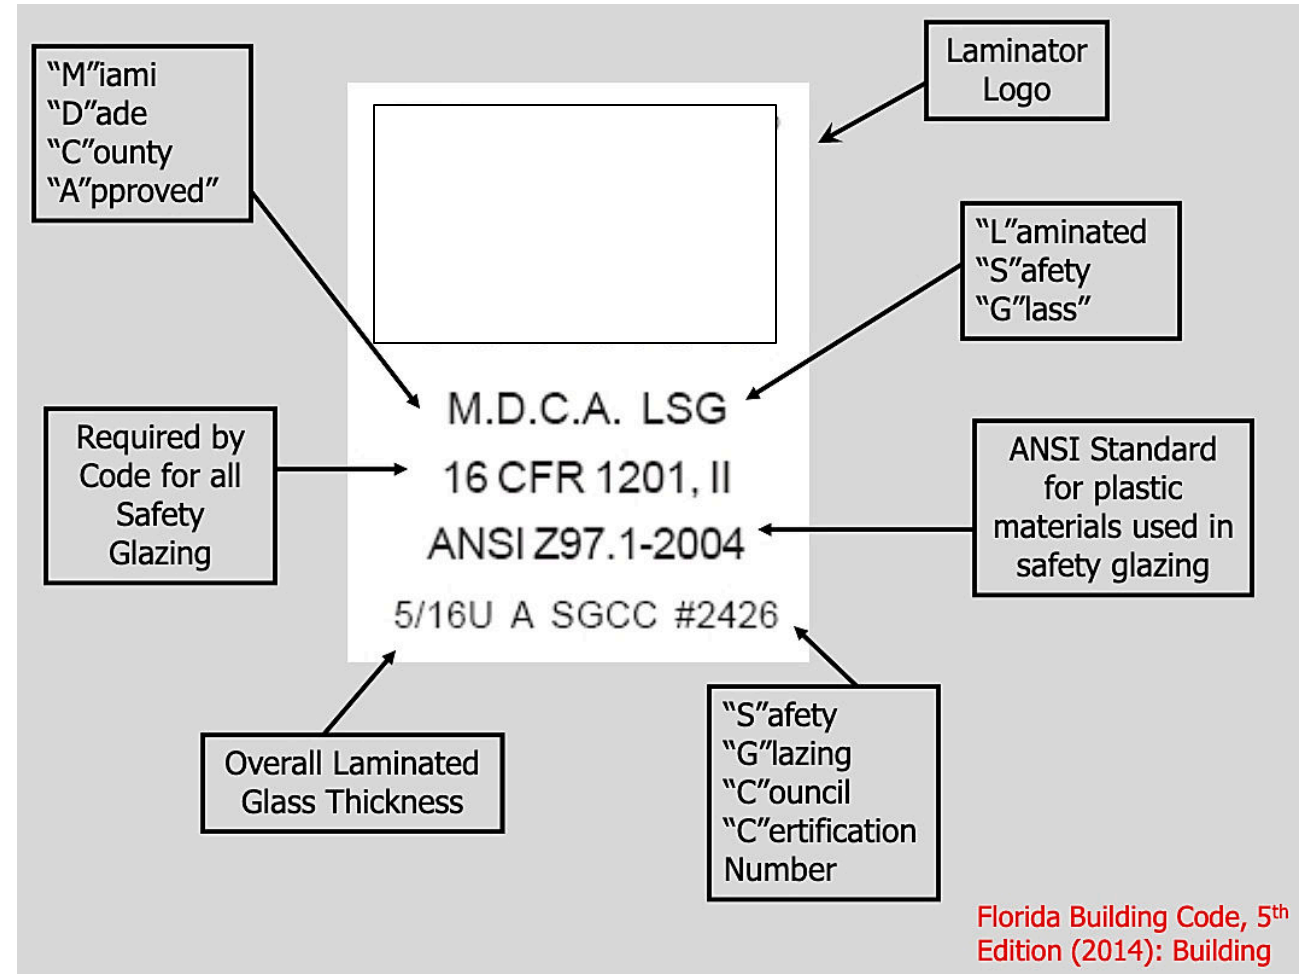 “M”iami
“D”ade
“C”ounty
“A”pproved”
Laminator
Logo
“L”aminated
“S”afety
“G”lass”
M.D.C.A. LSG
16 CFR 1201, II
ANSI Z97.1-2004
5/16U A SGCC #2426
Required by
Code for all
Safety
Glazing
ANSI Standard
for plastic
materials used in
safety glazing
Overall Laminated
Glass Thickness
“S”afety
“G”lazing
“C”ouncil
“C”ertification
Number
Florida Building Code, 5th
Edition (2014): Building